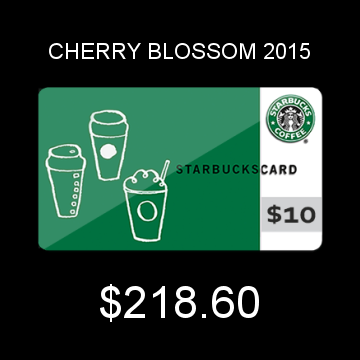 CHERRY BLOSSOM 2015
STARBUCKS
COFFEE
STARBUCKSCARD
$10
$218.60